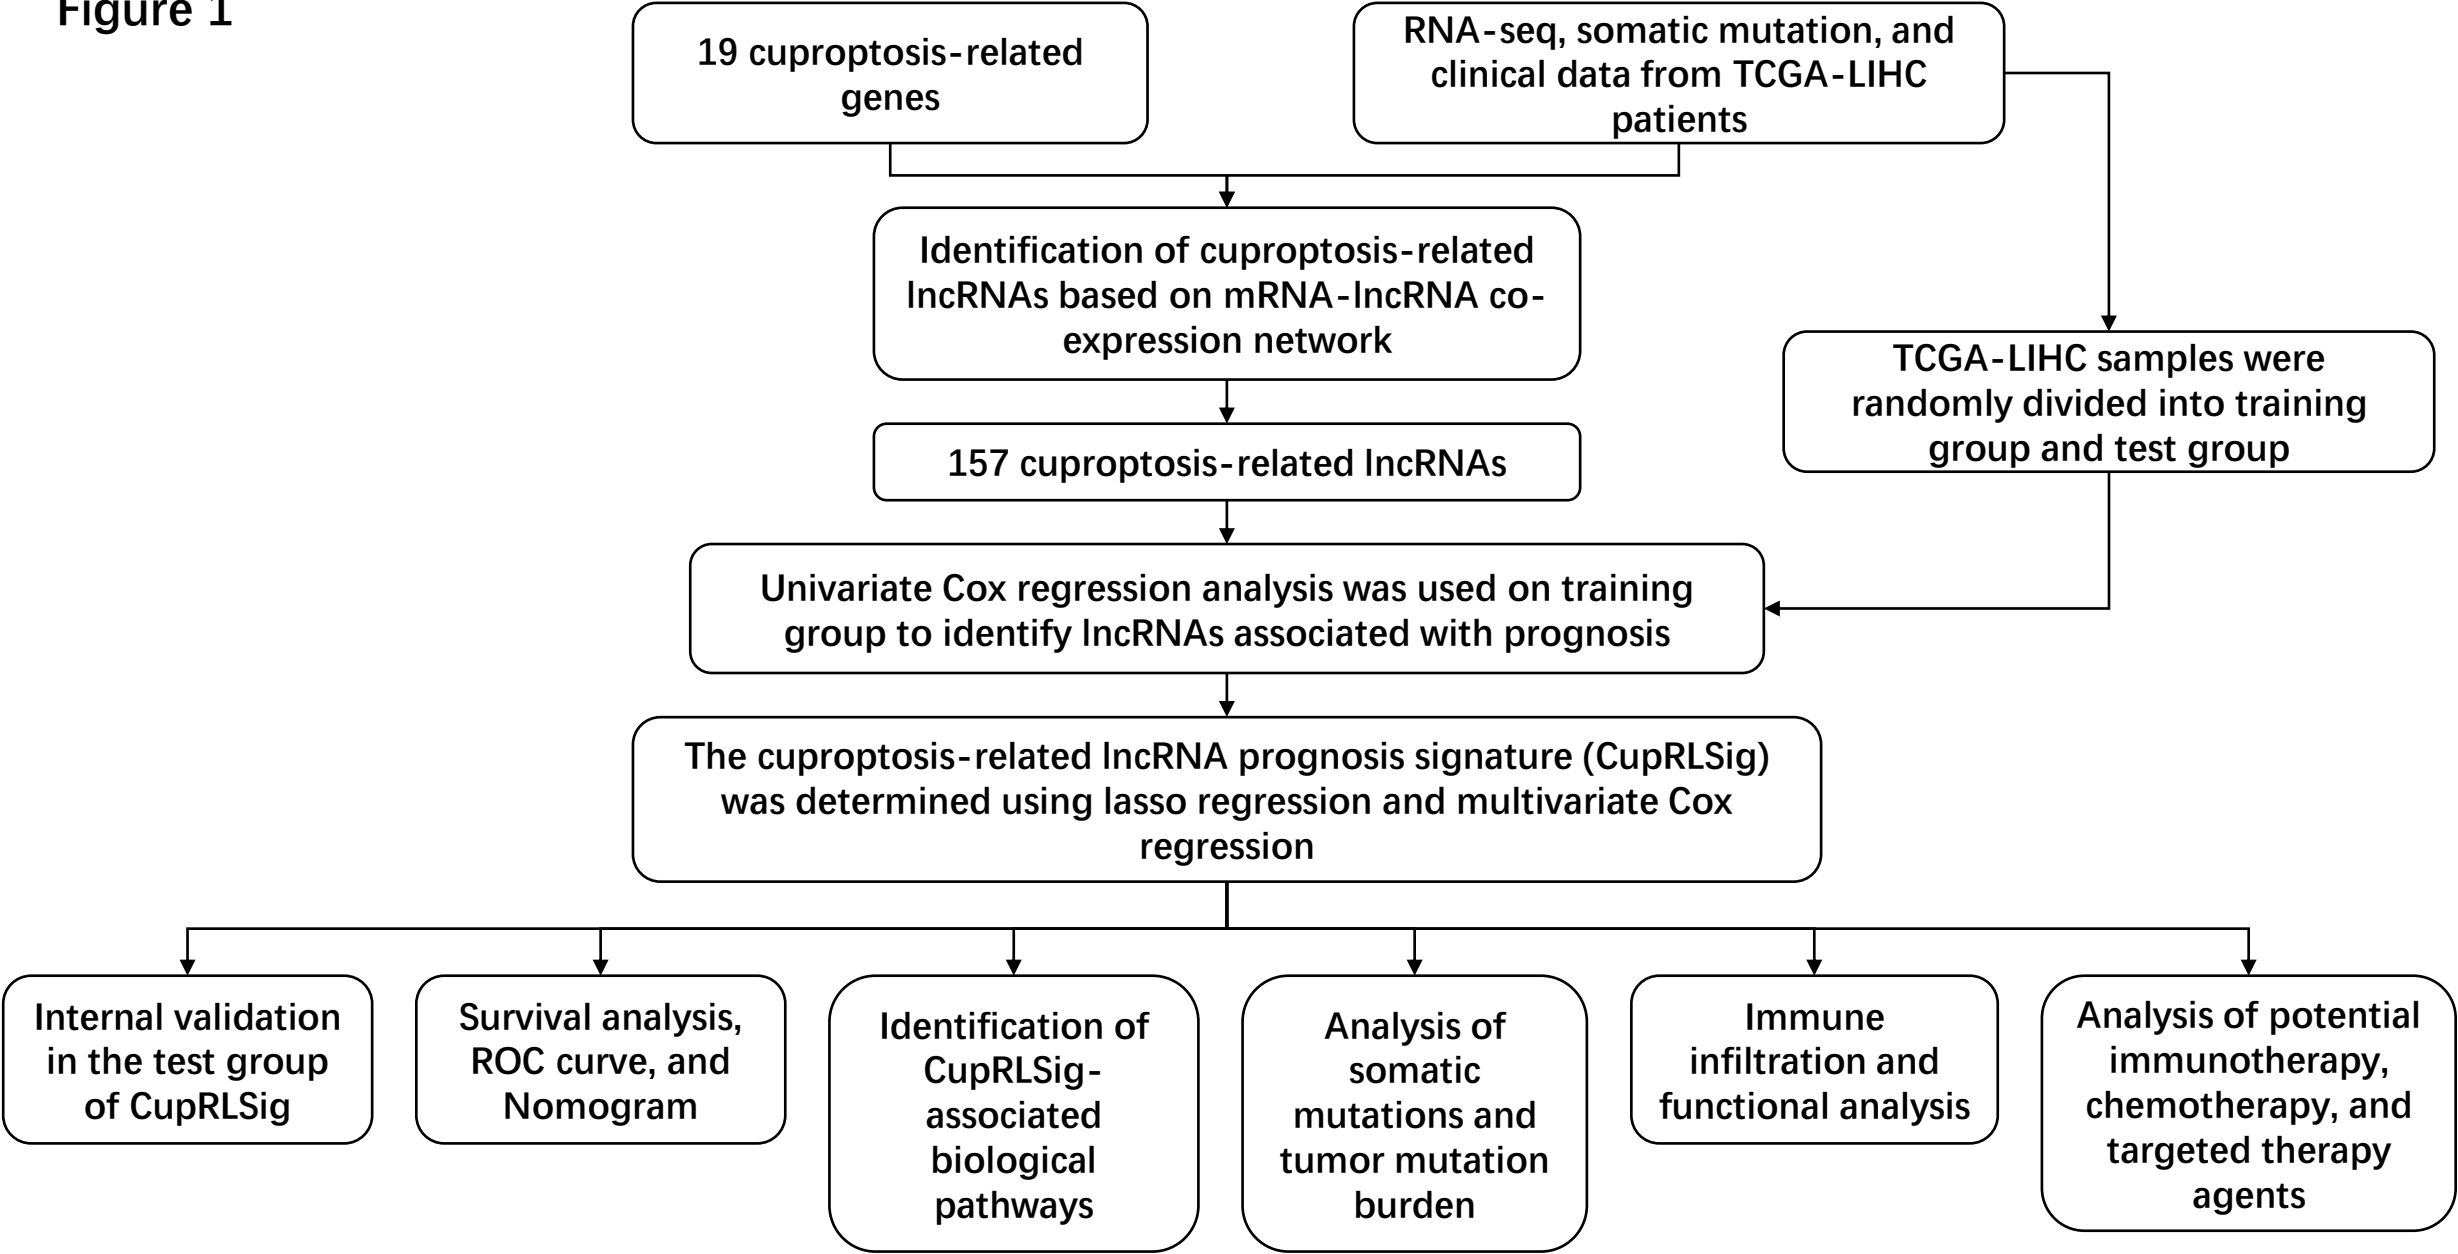 Figure 1
19 cuproptosis-related
genes
RNA-seq, somatic mutation, and
clinical data from TCGA-LIHC
patients
Identification of cuproptosis-related
lncRNAs based on mRNA-lncRNA co-
expression network
TCGA-LIHC samples were
randomly divided into training
group and test group
157 cuproptosis-related lncRNAs
Univariate Cox regression analysis was used on training
group to identify lncRNAs associated with prognosis
The cuproptosis-related lncRNA prognosis signature (CupRLSig)
was determined using lasso regression and multivariate Cox
regression
Internal validation
in the test group
of CupRLSig
Survival analysis,
ROC curve, and
Nomogram
Identification of
CupRLSig-
associated
biological
pathways
Analysis of
somatic
mutations and
tumor mutation
burden
Immune
infiltration and
functional analysis
Analysis of potential
immunotherapy,
chemotherapy, and
targeted therapy
agents